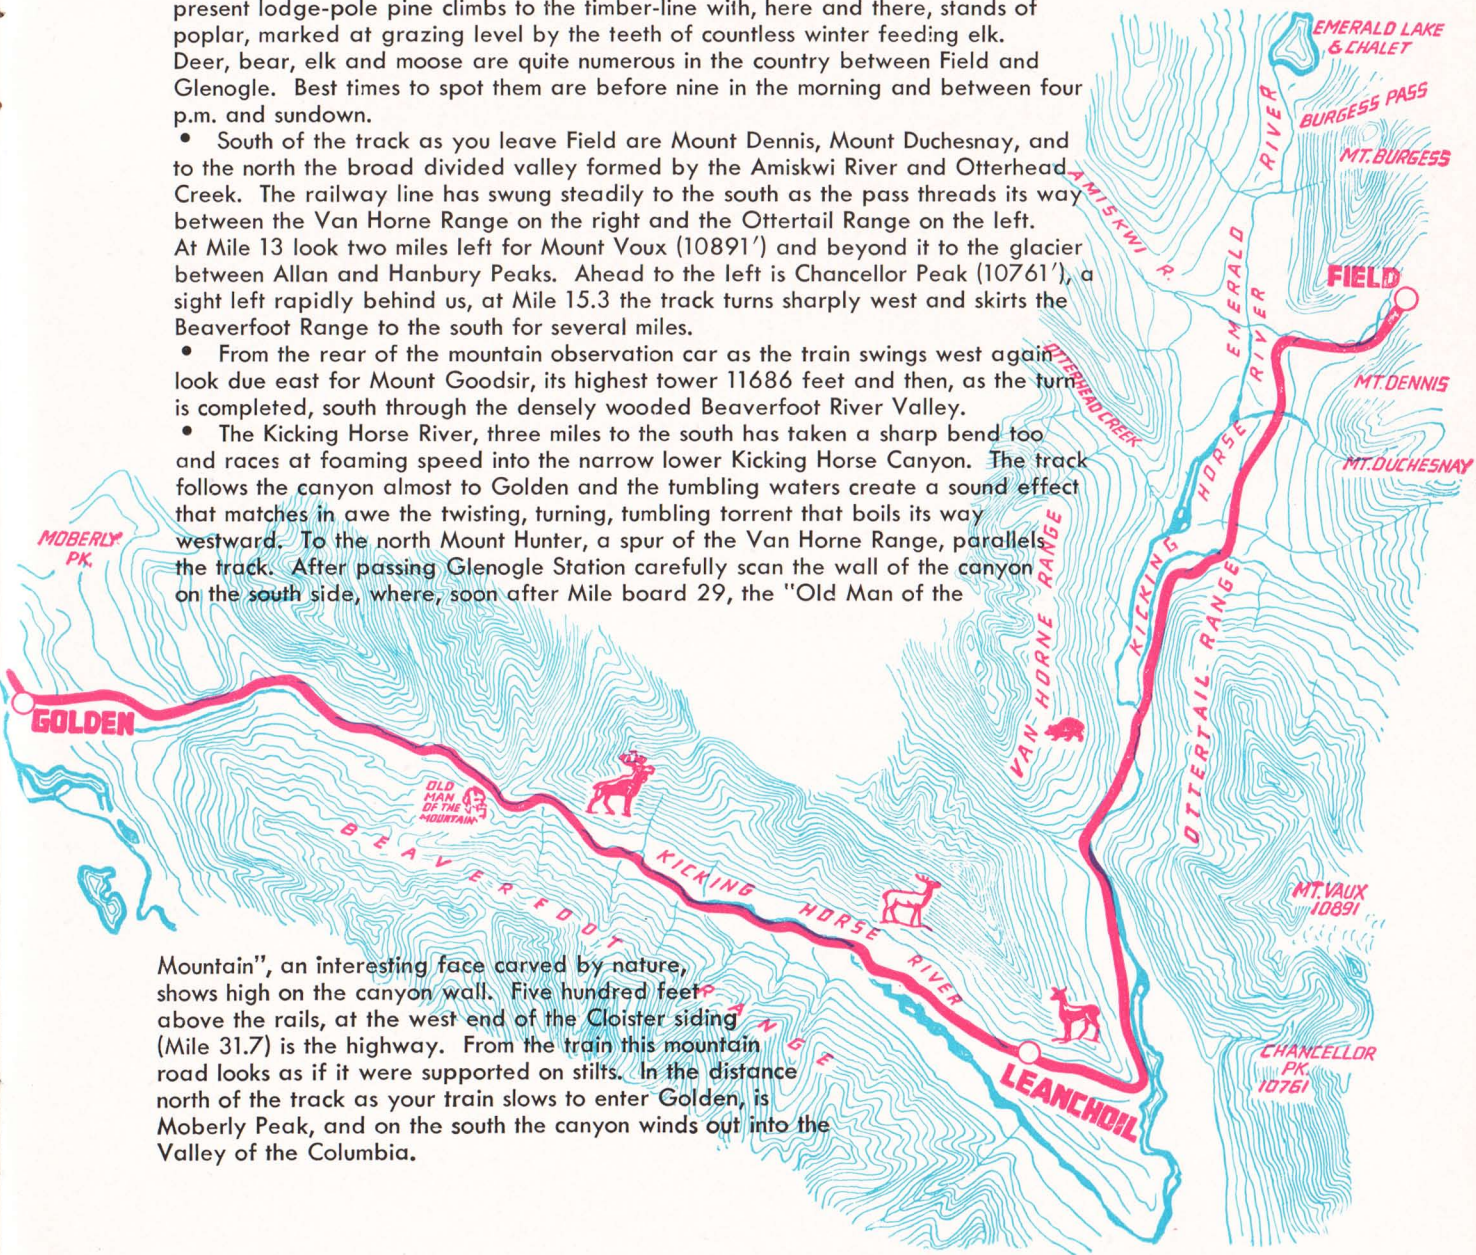 present lodge-pole pine climbs to the timber-line with, here and there, stands of
poplar, marked at grazing level by the teeth of countless winter feeding elk.
Deer, bear, elk and moose are quite numerous in the country between Field and
Glenogle. Best times to spot them are before nine in the morning and between four
p.m. and sundown.
• South of the track as you leave Field are Mount Dennis, Mount Duchesnay, and
to the north the broad divided valley formed by the Amiskwi River and Otterhead
Creek. The railway line has swung steadily to the south as the pass threads its way
between the Van Horne Range on the right and the Ottertail Range on the left.
At Mile 13 look two miles left for Mount Voux (10891′) and beyond it to the glacier
between Allan and Hanbury Peaks. Ahead to the left is Chancellor Peak (10761′), a
sight left rapidly behind us, at Mile 15.3 the track turns sharply west and skirts the
Beaverfoot Range to the south for several miles.
• From the rear of the mountain observation car as the train swings west again
look due east for Mount Goodsir, its highest tower 11686 feet and then, as the turn
is completed, south through the densely wooded Beaverfoot River Valley.
• The Kicking Horse River, three miles to the south has taken a sharp bend too
and races at foaming speed into the narrow lower Kicking Horse Canyon. The track
follows the canyon almost to Golden and the tumbling waters create a sound effect
that matches in awe the twisting, turning, tumbling torrent that boils its way
westward. To the north Mount Hunter, a spur of the Van Horne Range, parallels
the track. After passing Glenogle Station carefully scan the wall of the canyon
on the south side, where, soon after Mile board 29, the "Old Man of the
Mountain", an interesting face carved by nature,
shows high on the canyon wall. Five hundred feet
above the rails, at the west end of the Cloister siding
(Mile 31.7) is the highway. From the train this mountain
road looks as if it were supported on stilts. In the distance
north of the track as your train slows to enter Golden, is
Moberly Peak, and on the south the canyon winds out into the
Valley of the Columbia.
EMERALD LAKE
& CHALET
BURGESS PASS
MT. BURGESS
EMERALD RIVER
RIVER
AMISKWI R.
FIELD
OTTERHEAD CREEK
MT. DENNIS
MT. DUCHESNAY
KICKING HORSE
VAN HORNE RANGE
OTTERTAIL RANGE
MOBERLY
PK.
GOLDEN
OLD
MAN
OF THE
MOUNTAIN
BEAVERFOOT RANGE
KICKING HORSE RIVER
LEANCHOIL
MT. VAUX
10891
CHANCELLOR
PK.
10761